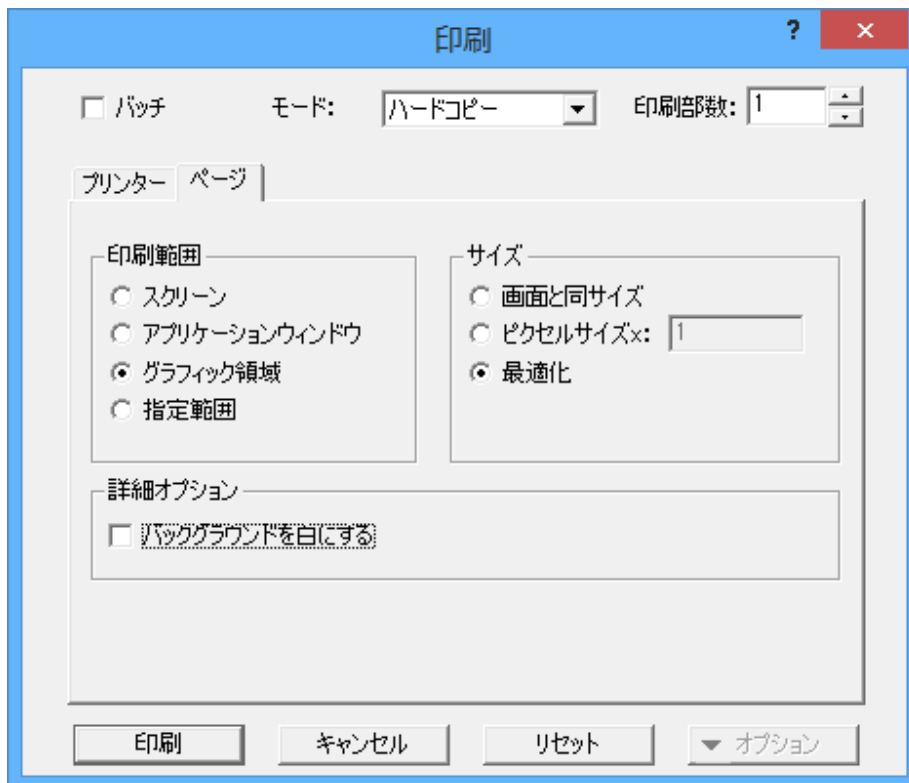 印刷
?
バッチ モード: ハードコピー 印刷部数: 1
プリンター ページ
印刷範囲
スクリーン
アプリケーションウィンドウ
グラフィック領域
指定範囲
サイズ
画面と同サイズ
ピクセルサイズx: 1
最適化
詳細オプション
バックグラウンドを白にする
印刷 キャンセル リセット オプション